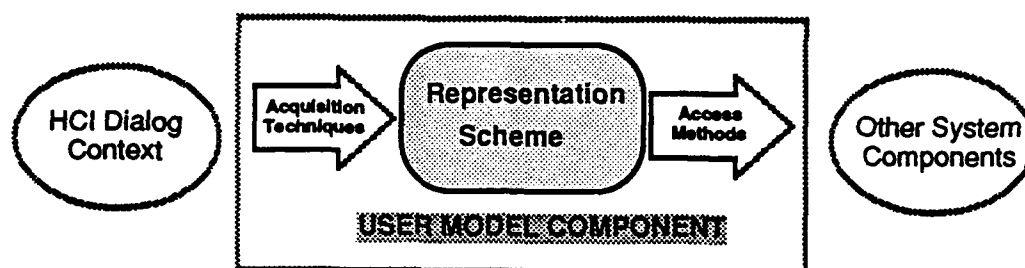 HCI Dialog
Context
Acquisition
Techniques
Representation
Scheme
Access
Methods
Other System
Components
USER MODEL COMPONENT